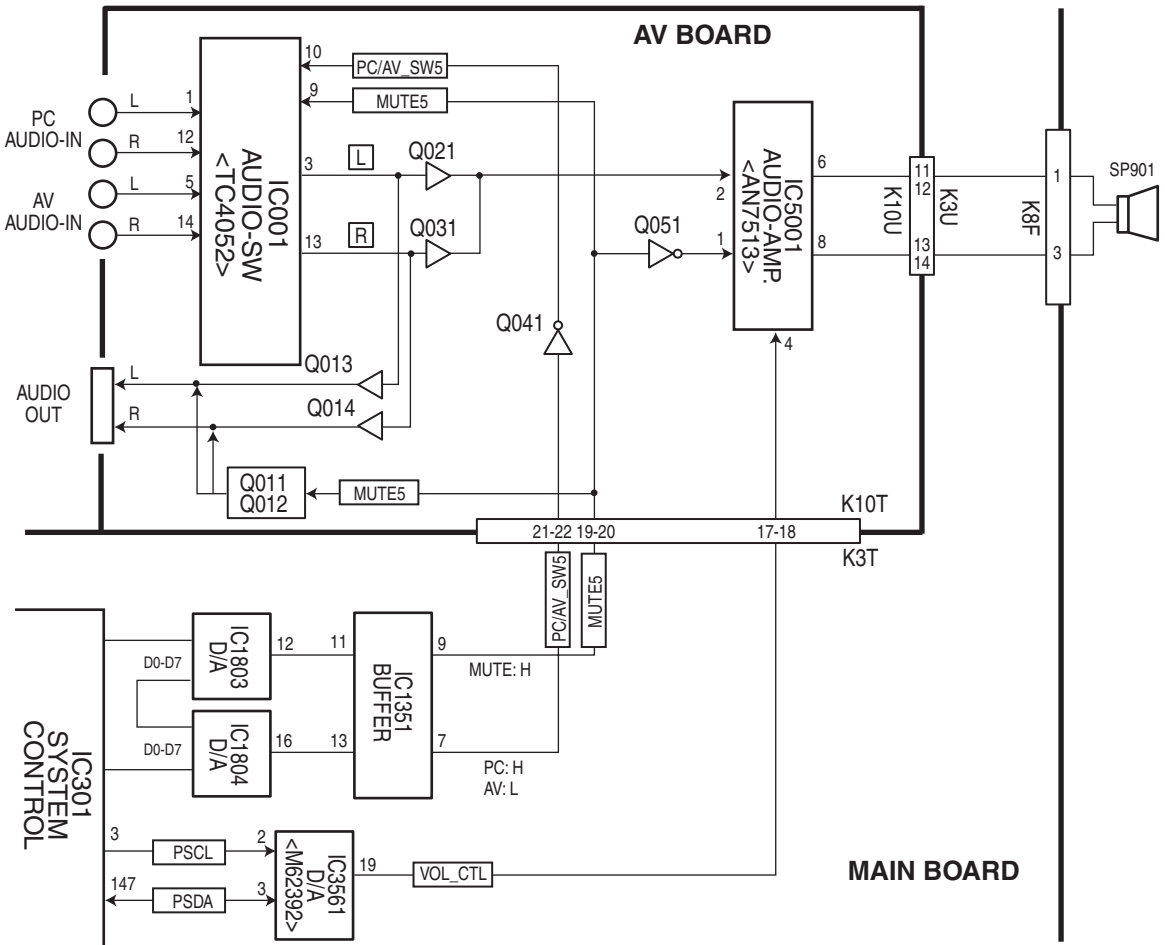 AV BOARD
10
PC/AV_SW5
9
MUTE5
PC
AUDIO-IN
L
1
R
12
AV
AUDIO-IN
L
5
R
14
IC001
AUDIO-SW
<TC4052>
3
L
Q021
13
R
Q031
2
Q051
1
IC5001
AUDIO-AMP.
<AN7513>
6
8
4
11
12
13
14
K10U
K3U
K8F
1
3
SP901
Q041
Q013
Q014
AUDIO
OUT
L
R
Q011
Q012
MUTE5
K10T
21-22 19-20
17-18
K3T
PC/AV_SW5
MUTE5
IC301
SYSTEM
CONTROL
D0-D7
D0-D7
IC1803
D/A
12
11
IC1804
D/A
16
13
IC1351
BUFFER
9
MUTE: H
7
PC: H
AV: L
3
PSCL
2
147
PSDA
3
IC3561
D/A
<M62392>
19
VOL_CTL
MAIN BOARD